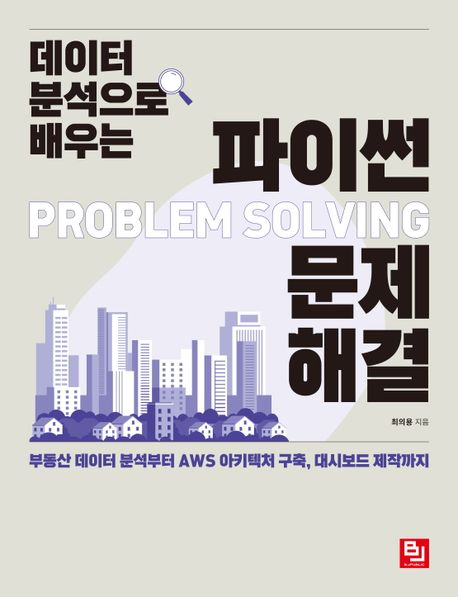 데이터
분석으로
배우는
파이썬
PROBLEM SOLVING
문제
해결
최의용 지음
부동산 데이터 분석부터 AWS 아키텍처 구축, 대시보드 제작까지
BJ
BJPUBLIC